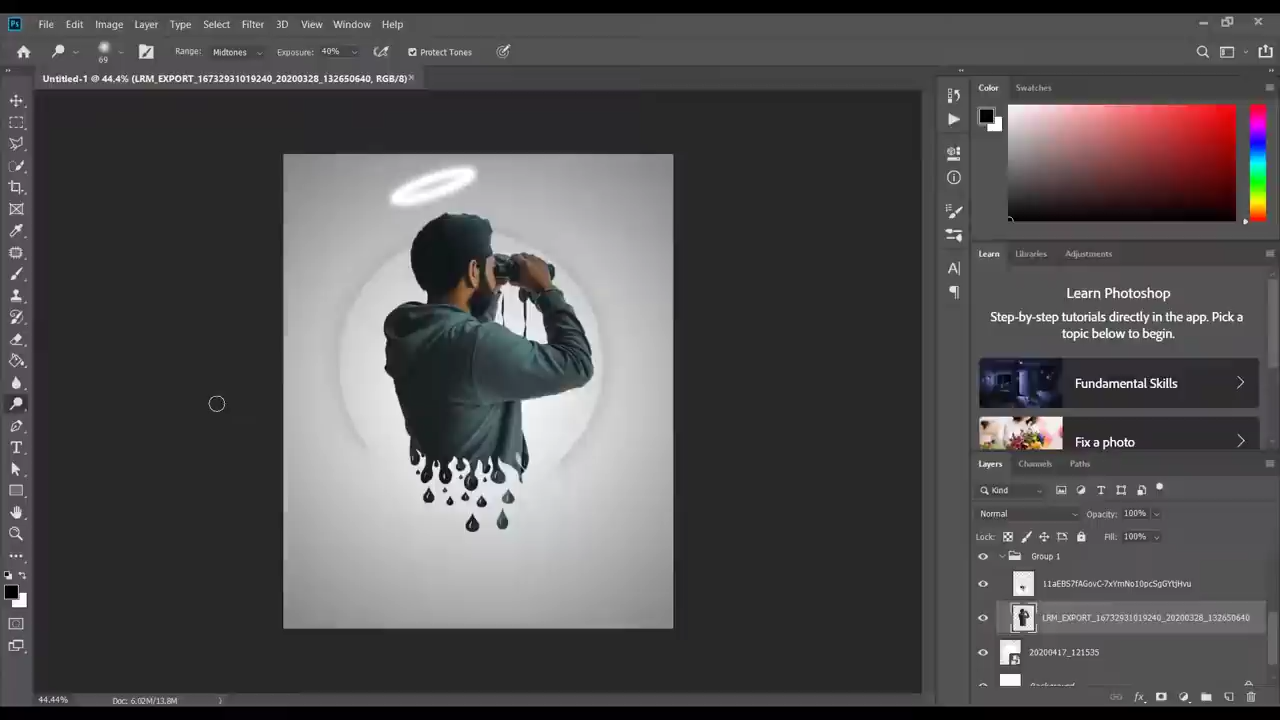 Ps File Edit Image Layer Type Select Filter 3D View Window Help
69 Range: Midtones Exposure: 40% Protect Tones
Untitled-1 @ 44.4% (LRM_EXPORT_16732931019240_20200328_132650640, RGB/8)
Color Swatches
Learn Libraries Adjustments
Learn Photoshop
Step-by-step tutorials directly in the app. Pick a
topic below to begin.
Fundamental Skills
Fix a photo
Layers Channels Paths
Kind
Normal Opacity: 100%
Lock: Fill: 100%
Group 1
11aEBS7fAGovC-7xYmNo10pcSgGYtjHvu
LRM_EXPORT_16732931019240_20200328_132650640
20200417_121535
Background
44.44% Doc: 6.02M/13.8M